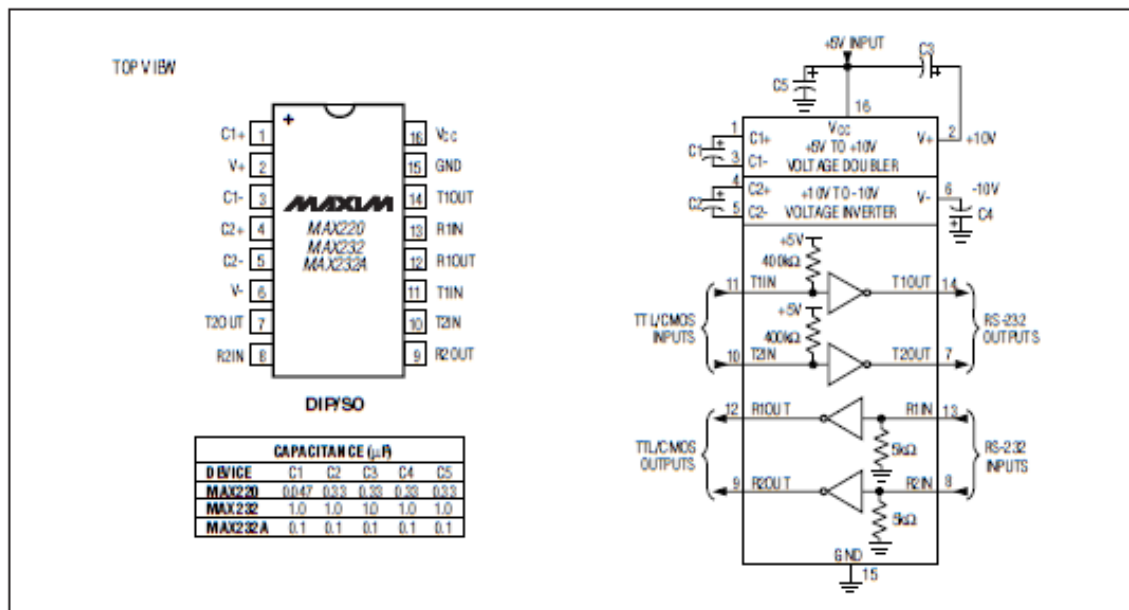 TOP VIEW
C1+ 1
V+ 2
C1- 3
C2+ 4
C2- 5
V- 6
T2OUT 7
R2IN 8
+
MAXIM
MAX220
MAX232
MAX232A
16 VCC
15 GND
14 T1OUT
13 R1IN
12 R1OUT
11 T1IN
10 T2IN
9 R2OUT
DIP/SO
CAPACITANCE (μF)
DEVICE C1 C2 C3 C4 C5
MAX220 0.047 0.33 0.33 0.33 0.33
MAX232 1.0 1.0 1.0 1.0 1.0
MAX232A 0.1 0.1 0.1 0.1 0.1
+5V INPUT
C3
C5
16
1 C1+ VCC V+ 2 +10V
C1 +5V TO +10V
3 C1- VOLTAGE DOUBLER
4 C2+ +10V TO -10V V- 6 -10V
C2 5 C2- VOLTAGE INVERTER C4
+5V
400kΩ
11 T1IN T1OUT 14
+5V
TTL/CMOS INPUTS
400kΩ
RS-232 OUTPUTS
10 T2IN T2OUT 7
12 R1OUT R1IN 13
TTL/CMOS OUTPUTS
5kΩ
RS-232 INPUTS
9 R2OUT R2IN 8
5kΩ
GND
15